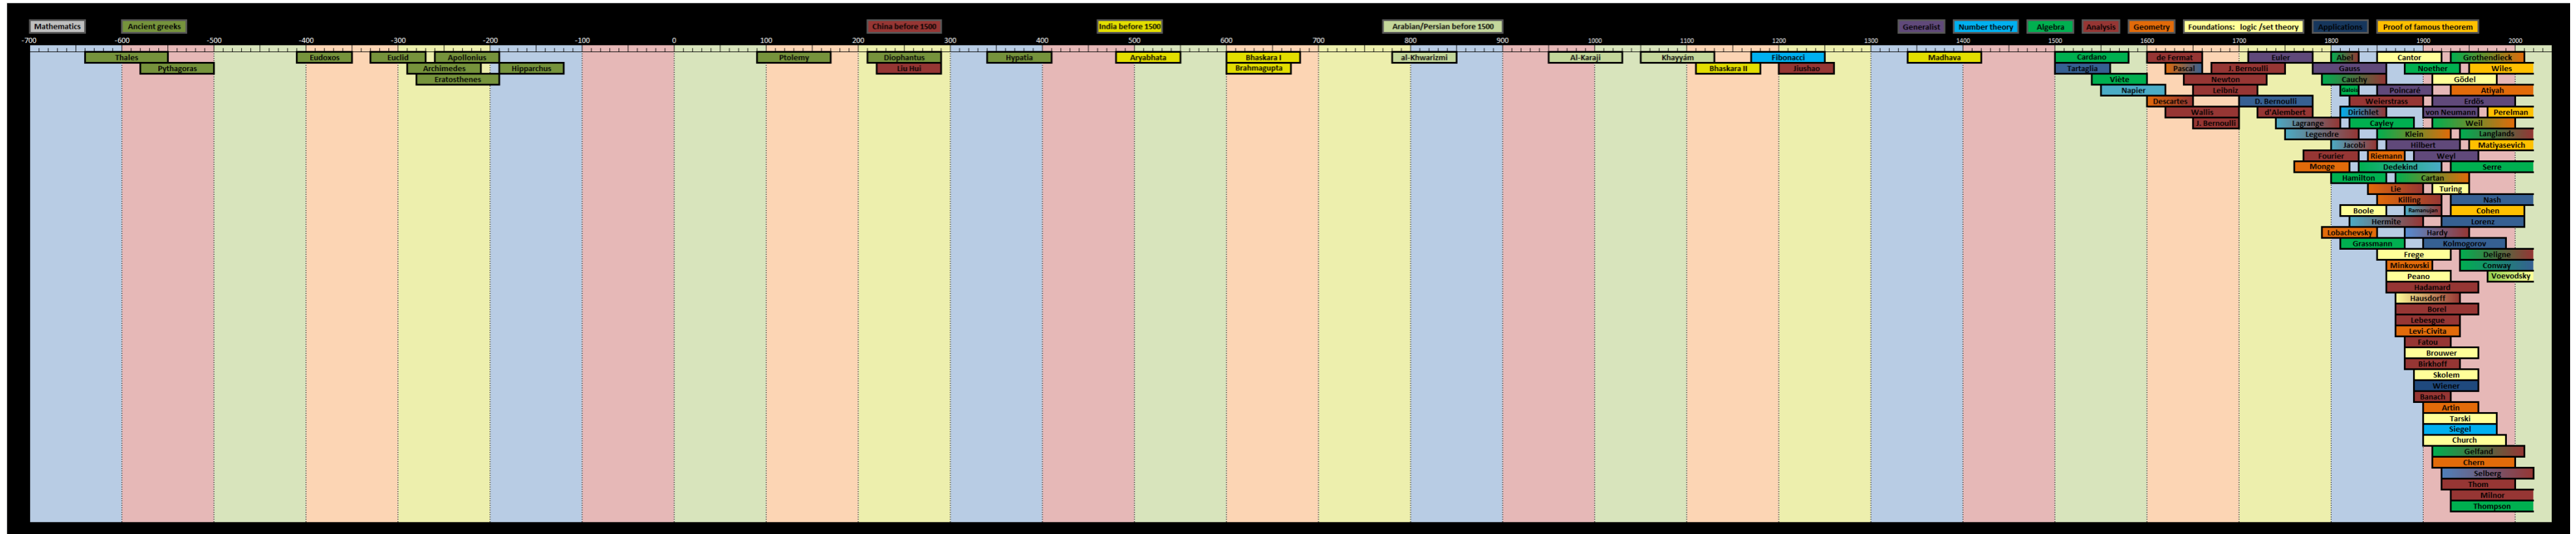 Mathematics Ancient greeks China before 1500 India before 1500 Arabian/Persian before 1500 Generalist Number theory Algebra Analysis Geometry Foundations: logic /set theory Applications Proof of famous theorem
-700 -600 -500 -400 -300 -200 -100 0 100 200 300 400 500 600 700 800 900 1000 1100 1200 1300 1400 1500 1600 1700 1800 1900 2000
Thales Eudoxos Euclid Apollonius Ptolemy Diophantus Hypatia Aryabhata Bhaskara I al-Khwarizmi Al-Karaji Khayyám Fibonacci Madhava Cardano de Fermat Euler Abel Cantor Grothendieck
Pythagoras Archimedes Hipparchus Liu Hui Brahmagupta Bhaskara II Jiushao Tartaglia Pascal J. Bernoulli Gauss Noether Wiles
Eratosthenes Viète Newton Cauchy Gödel
Napier Leibniz Galois Poincaré Atiyah
Descartes D. Bernoulli Weierstrass Erdös
Wallis d'Alembert Dirichlet von Neumann Perelman
J. Bernoulli Lagrange Cayley Weil
Legendre Klein Langlands
Jacobi Hilbert Matiyasevich
Fourier Riemann Weyl
Monge Dedekind Serre
Hamilton Cartan
Lie Turing
Killing Nash
Boole Ramanujan Cohen
Hermite Lorenz
Lobachevsky Hardy
Grassmann Kolmogorov
Frege Deligne
Minkowski Conway
Peano Voevodsky
Hadamard
Hausdorff
Borel
Lebesgue
Levi-Civita
Fatou
Brouwer
Birkhoff
Skolem
Wiener
Banach
Artin
Tarski
Siegel
Church
Gelfand
Chern
Selberg
Thom
Milnor
Thompson